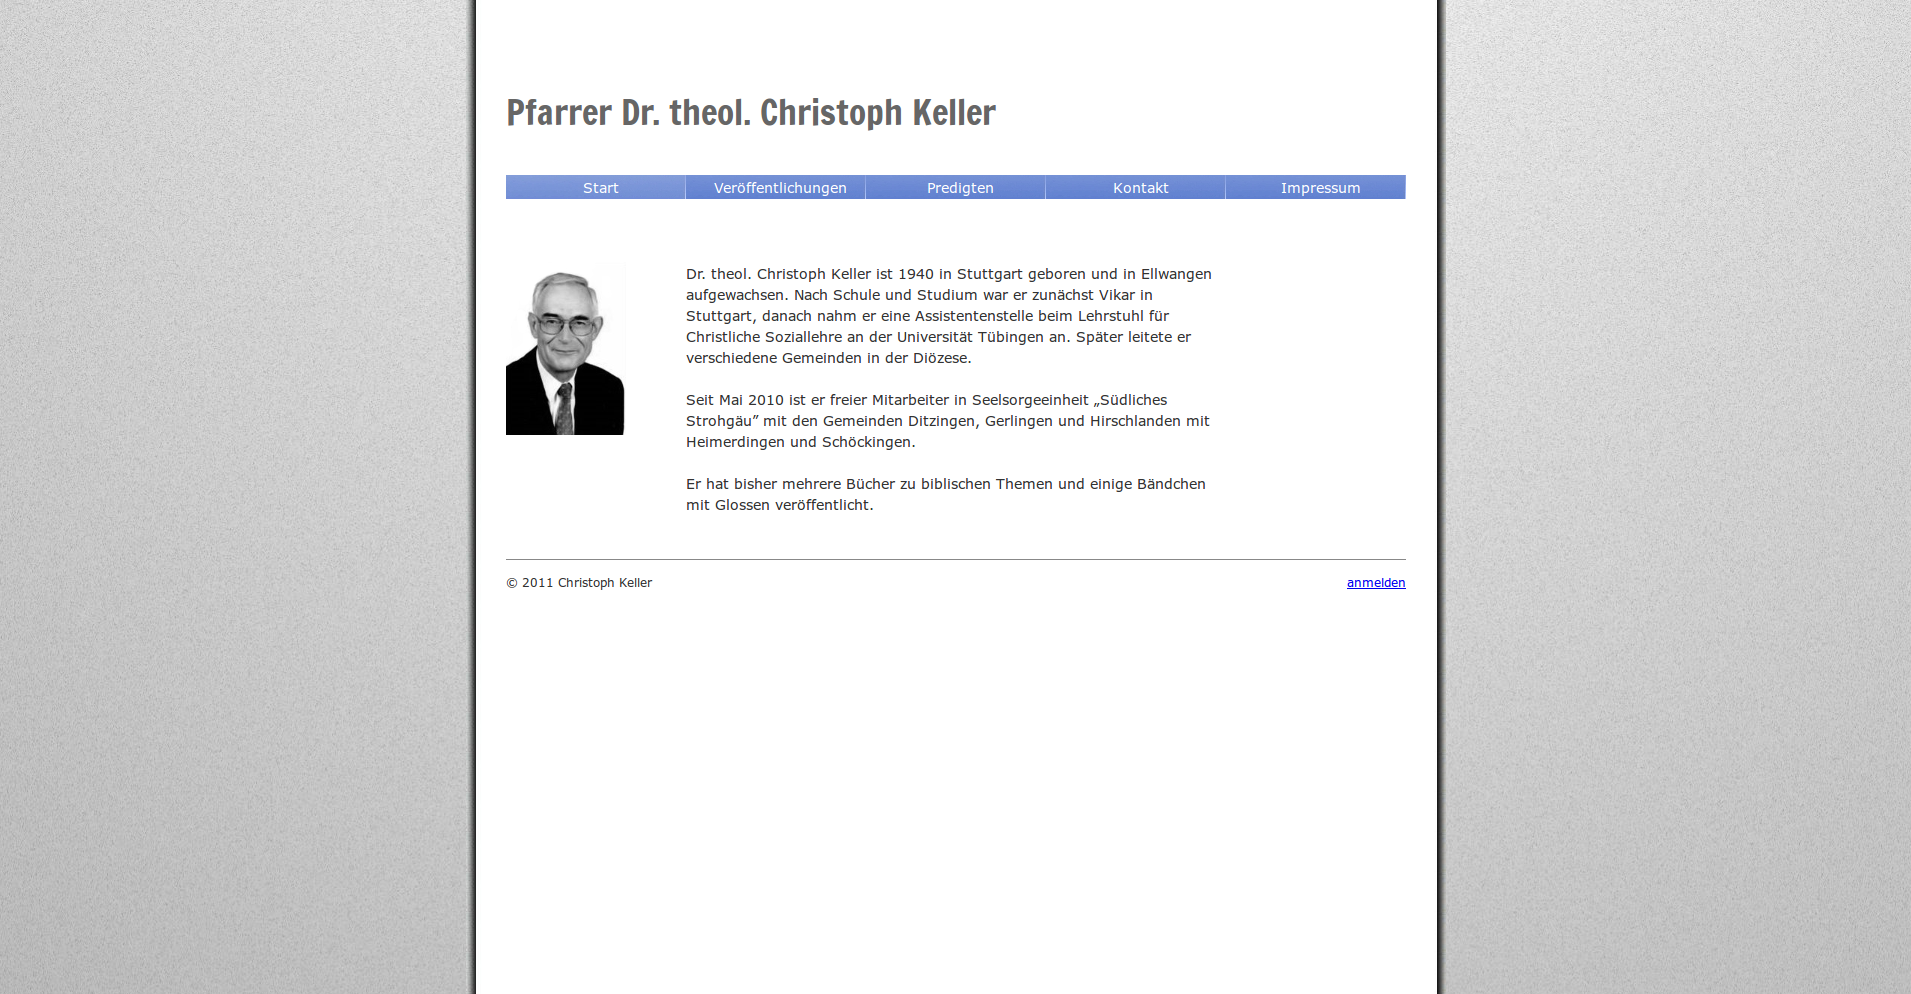 Pfarrer Dr. theol. Christoph Keller
Start Veröffentlichungen Predigten Kontakt Impressum
Dr. theol. Christoph Keller ist 1940 in Stuttgart geboren und in Ellwangen
aufgewachsen. Nach Schule und Studium war er zunächst Vikar in
Stuttgart, danach nahm er eine Assistentenstelle beim Lehrstuhl für
Christliche Soziallehre an der Universität Tübingen an. Später leitete er
verschiedene Gemeinden in der Diözese.
Seit Mai 2010 ist er freier Mitarbeiter in Seelsorgeeinheit „Südliches
Strohgäu” mit den Gemeinden Ditzingen, Gerlingen und Hirschlanden mit
Heimerdingen und Schöckingen.
Er hat bisher mehrere Bücher zu biblischen Themen und einige Bändchen
mit Glossen veröffentlicht.
© 2011 Christoph Keller anmelden